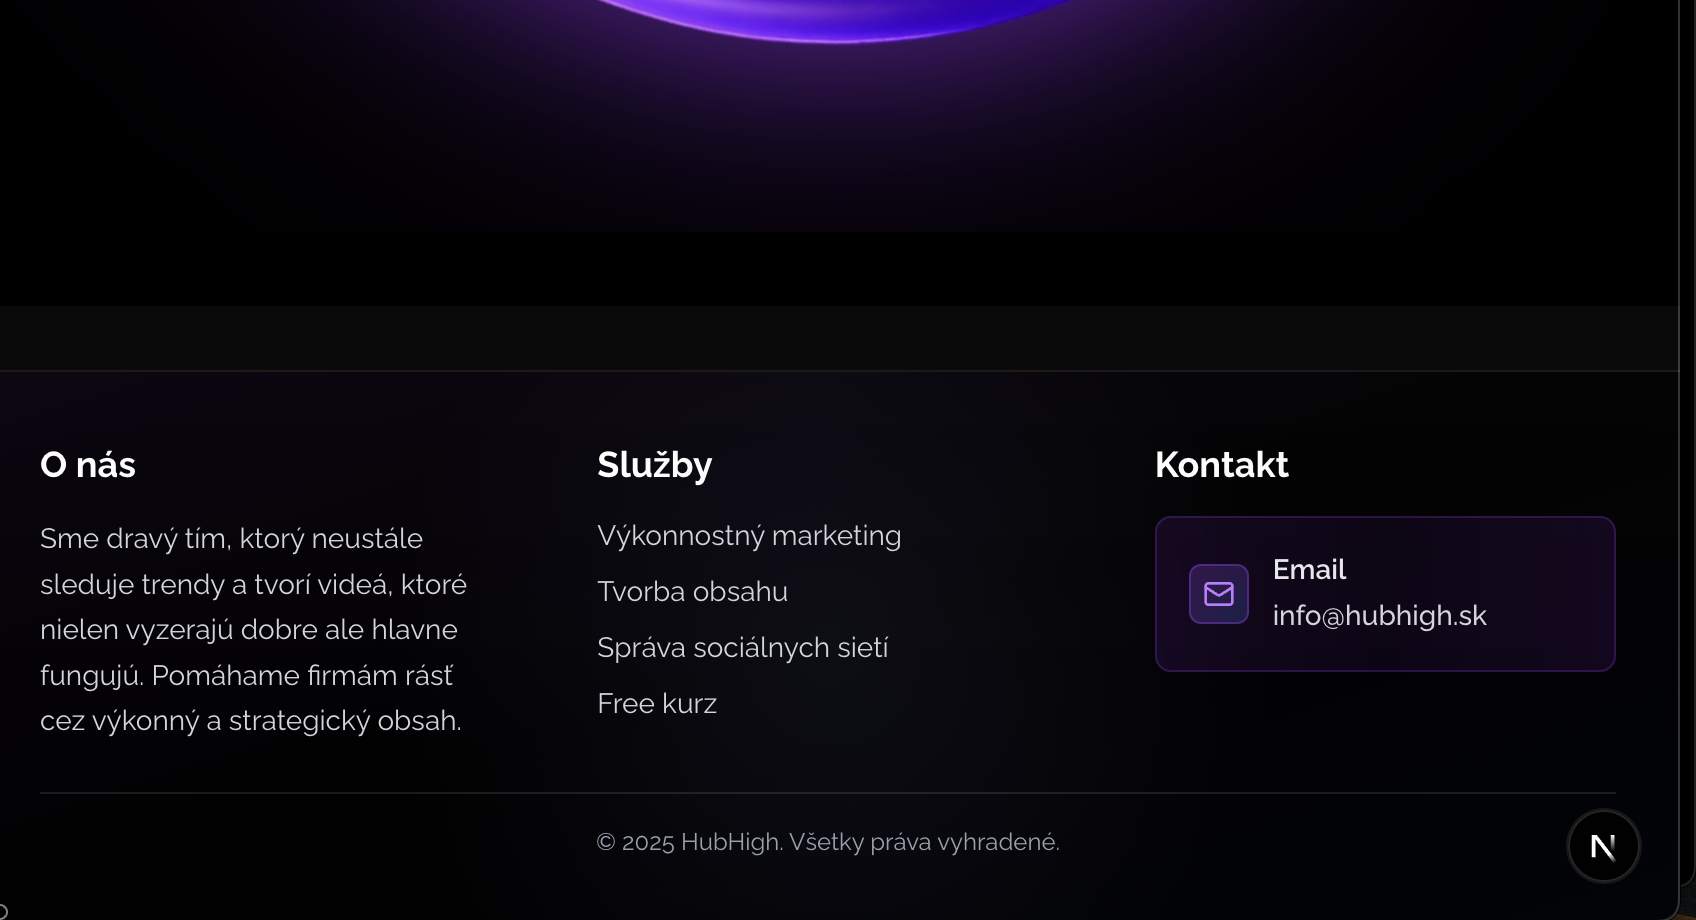 O nás
Sme dravý tím, ktorý neustále
sleduje trendy a tvorí videá, ktoré
nielen vyzerajú dobre ale hlavne
fungujú. Pomáhame firmám rásť
cez výkonný a strategický obsah.
Služby
Výkonnostný marketing
Tvorba obsahu
Správa sociálnych sietí
Free kurz
Kontakt
Email
info@hubhigh.sk
© 2025 HubHigh. Všetky práva vyhradené.
N